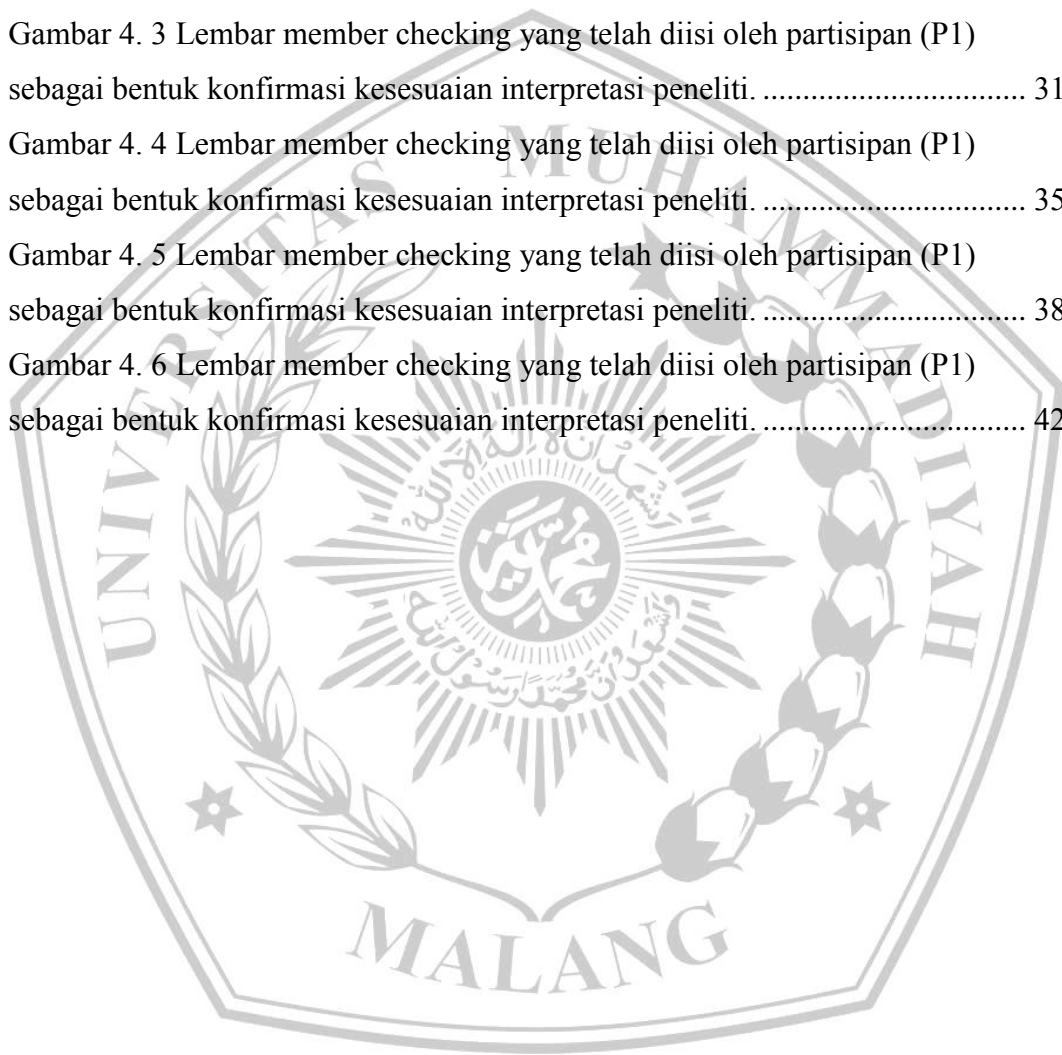 Gambar 4. 3 Lembar member checking yang telah diisi oleh partisipan (P1)
sebagai bentuk konfirmasi kesesuaian interpretasi peneliti. ................................. 31
Gambar 4. 4 Lembar member checking yang telah diisi oleh partisipan (P1)
sebagai bentuk konfirmasi kesesuaian interpretasi peneliti. ................................. 35
Gambar 4. 5 Lembar member checking yang telah diisi oleh partisipan (P1)
sebagai bentuk konfirmasi kesesuaian interpretasi peneliti. ................................. 38
Gambar 4. 6 Lembar member checking yang telah diisi oleh partisipan (P1)
sebagai bentuk konfirmasi kesesuaian interpretasi peneliti. ................................. 42
UNIVERSITAS MUHAMMADIYAH
MALANG